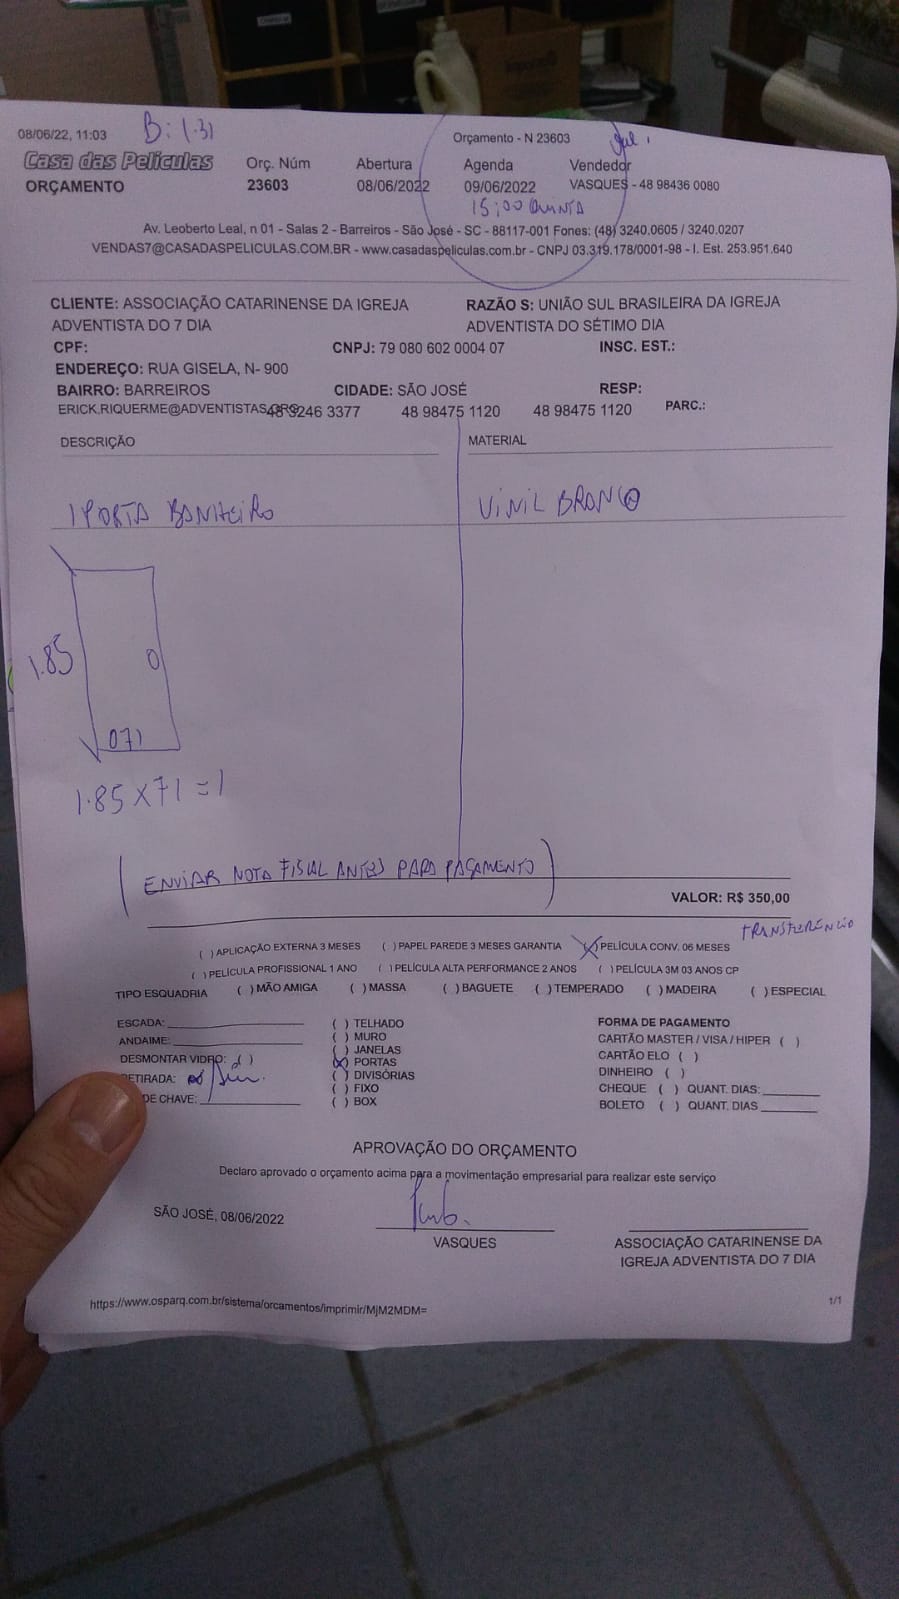 08/06/22, 11:03
B: 1.31
Orçamento - N 23603
Casa das Películas
ORÇAMENTO
Orç. Núm
23603
Abertura
08/06/2022
Agenda
09/06/2022
15:00 QUINTA
Vendedor
VASQUES - 48 98436 0080
Av. Leoberto Leal, n 01 - Salas 2 - Barreiros - São José - SC - 88117-001 Fones: (48) 3240.0605 / 3240.0207
VENDAS7@CASADASPELICULAS.COM.BR - www.casadaspeliculas.com.br - CNPJ 03.319.178/0001-98 - I. Est. 253.951.640
CLIENTE: ASSOCIAÇÃO CATARINENSE DA IGREJA ADVENTISTA DO 7 DIA
RAZÃO S: UNIÃO SUL BRASILEIRA DA IGREJA ADVENTISTA DO SÉTIMO DIA
CPF: CNPJ: 79 080 602 0004 07 INSC. EST.:
ENDEREÇO: RUA GISELA, N- 900
BAIRRO: BARREIROS CIDADE: SÃO JOSÉ RESP:
ERICK.RIQUERME@ADVENTISTAS.ORG 48 3246 3377 48 98475 1120 48 98475 1120 PARC.:
DESCRIÇÃO MATERIAL
1 PORTA BANHEIRO VINIL BRANCO
1.85
071
1.85 X 71 = 1
(ENVIAR NOTA FISCAL ANTES PARA PAGAMENTO)
VALOR: R$ 350,00
TRANSFERÊNCIA
( ) APLICAÇÃO EXTERNA 3 MESES ( ) PAPEL PAREDE 3 MESES GARANTIA (X) PELÍCULA CONV. 06 MESES
( ) PELÍCULA PROFISSIONAL 1 ANO ( ) PELÍCULA ALTA PERFORMANCE 2 ANOS ( ) PELÍCULA 3M 03 ANOS CP
TIPO ESQUADRIA ( ) MÃO AMIGA ( ) MASSA ( ) BAGUETE ( ) TEMPERADO ( ) MADEIRA ( ) ESPECIAL
ESCADA:
ANDAIME:
DESMONTAR VIDRO: ( )
RETIRADA:
DE CHAVE:
( ) TELHADO
( ) MURO
( ) JANELAS
(X) PORTAS
( ) DIVISÓRIAS
( ) FIXO
( ) BOX
FORMA DE PAGAMENTO
CARTÃO MASTER / VISA / HIPER ( )
CARTÃO ELO ( )
DINHEIRO ( )
CHEQUE ( ) QUANT. DIAS:
BOLETO ( ) QUANT. DIAS
APROVAÇÃO DO ORÇAMENTO
Declaro aprovado o orçamento acima para a movimentação empresarial para realizar este serviço
SÃO JOSÉ, 08/06/2022
VASQUES
ASSOCIAÇÃO CATARINENSE DA
IGREJA ADVENTISTA DO 7 DIA
https://www.osparq.com.br/sistema/orcamentos/imprimir/MjM2MDM=
1/1